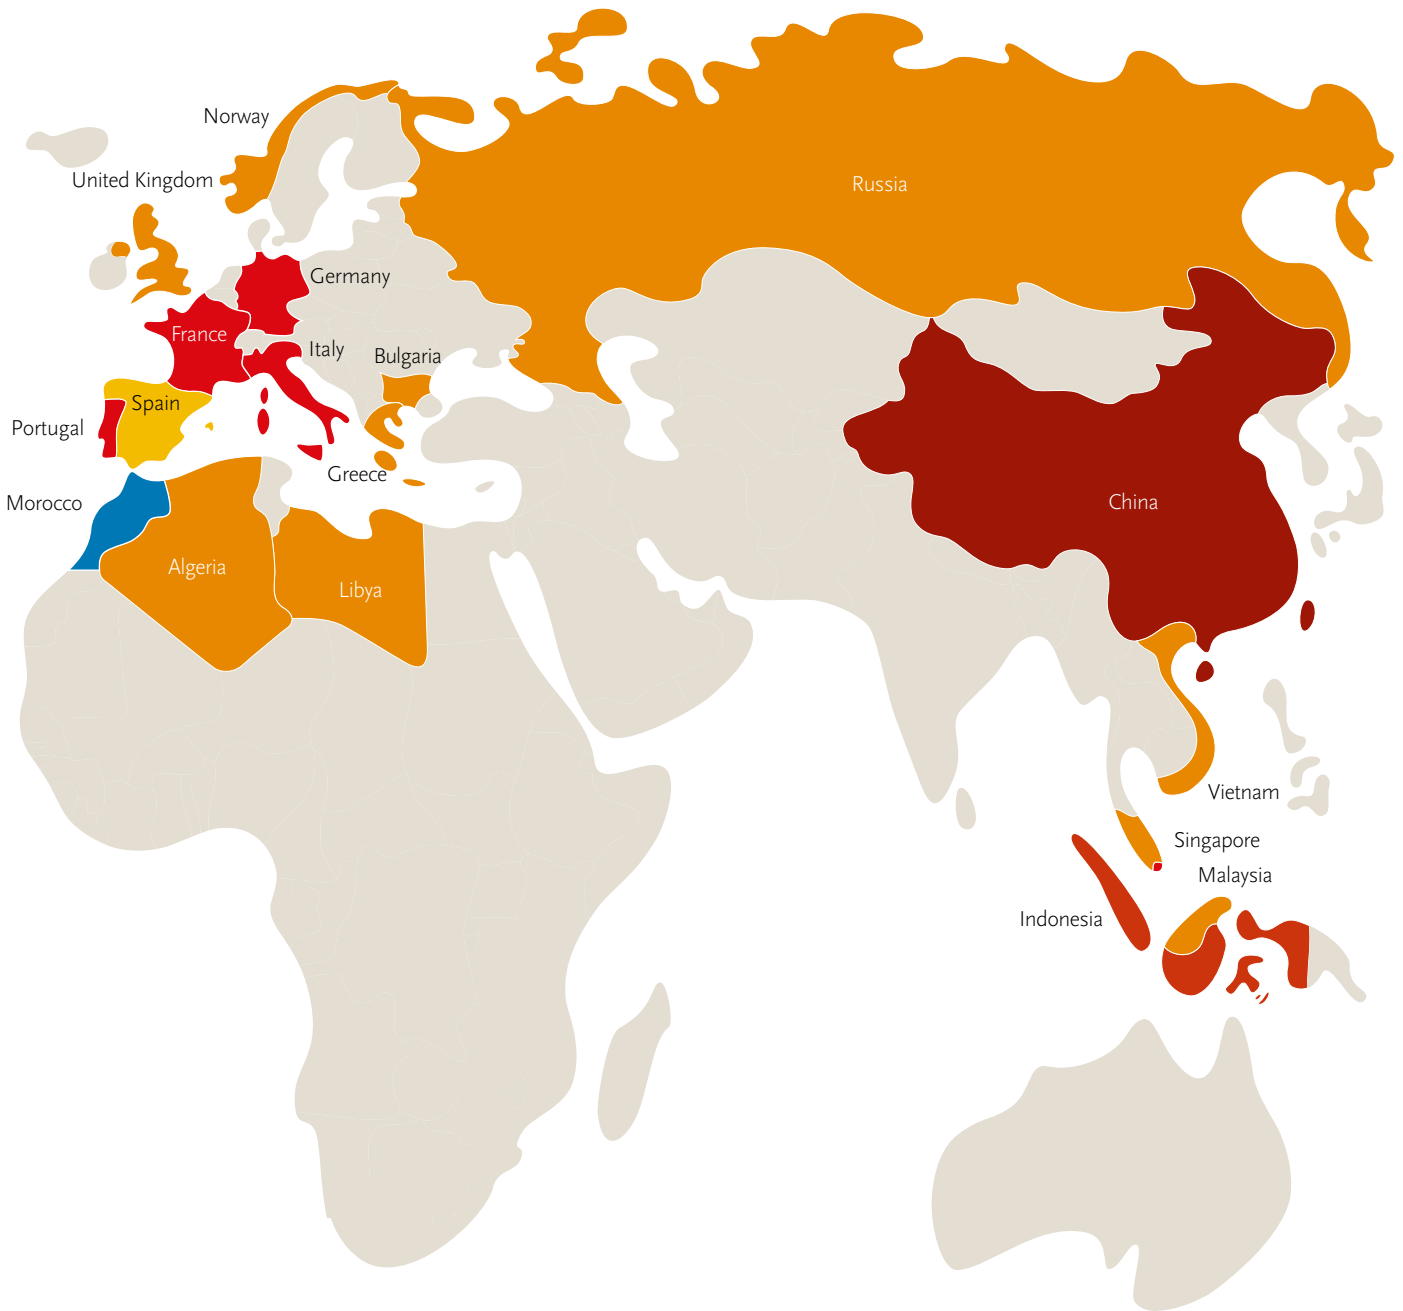 Norway
United Kingdom
Russia
Germany
France
Italy
Bulgaria
Spain
Portugal
Greece
Morocco
China
Algeria
Libya
Vietnam
Singapore
Malaysia
Indonesia